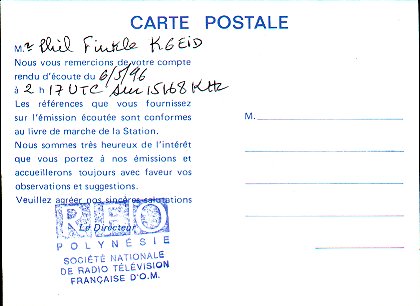 CARTE POSTALE
M. r Phil Finkle K6EID
Nous vous remercions de votre compte
rendu d'écoute du 6/5/96
à 2 h 17 UTC sur 15168 KHz
Les références que vous fournissez
sur l'émission écoutée sont conformes
au livre de marche de la Station.
Nous sommes très heureux de l'intérêt
que vous portez à nos émissions et
accueillerons toujours avec faveur vos
observations et suggestions.
Veuillez agréer nos sincères salutations
M.
RFO
Le Directeur
POLYNÉSIE
SOCIÉTÉ NATIONALE
DE RADIO TÉLÉVISION
FRANÇAISE D'O.M.